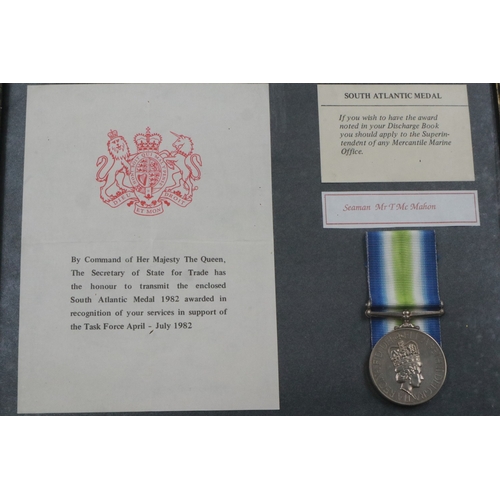 DIEU ET MON DROIT
By Command of Her Majesty The Queen,
The Secretary of State for Trade has
the honour to transmit the enclosed
South Atlantic Medal 1982 awarded in
recognition of your services in support of
the Task Force April - July 1982
SOUTH ATLANTIC MEDAL
If you wish to have the award
noted in your Discharge Book
you should apply to the Superin-
tendent of any Mercantile Marine
Office.
Seaman Mr T Mc Mahon